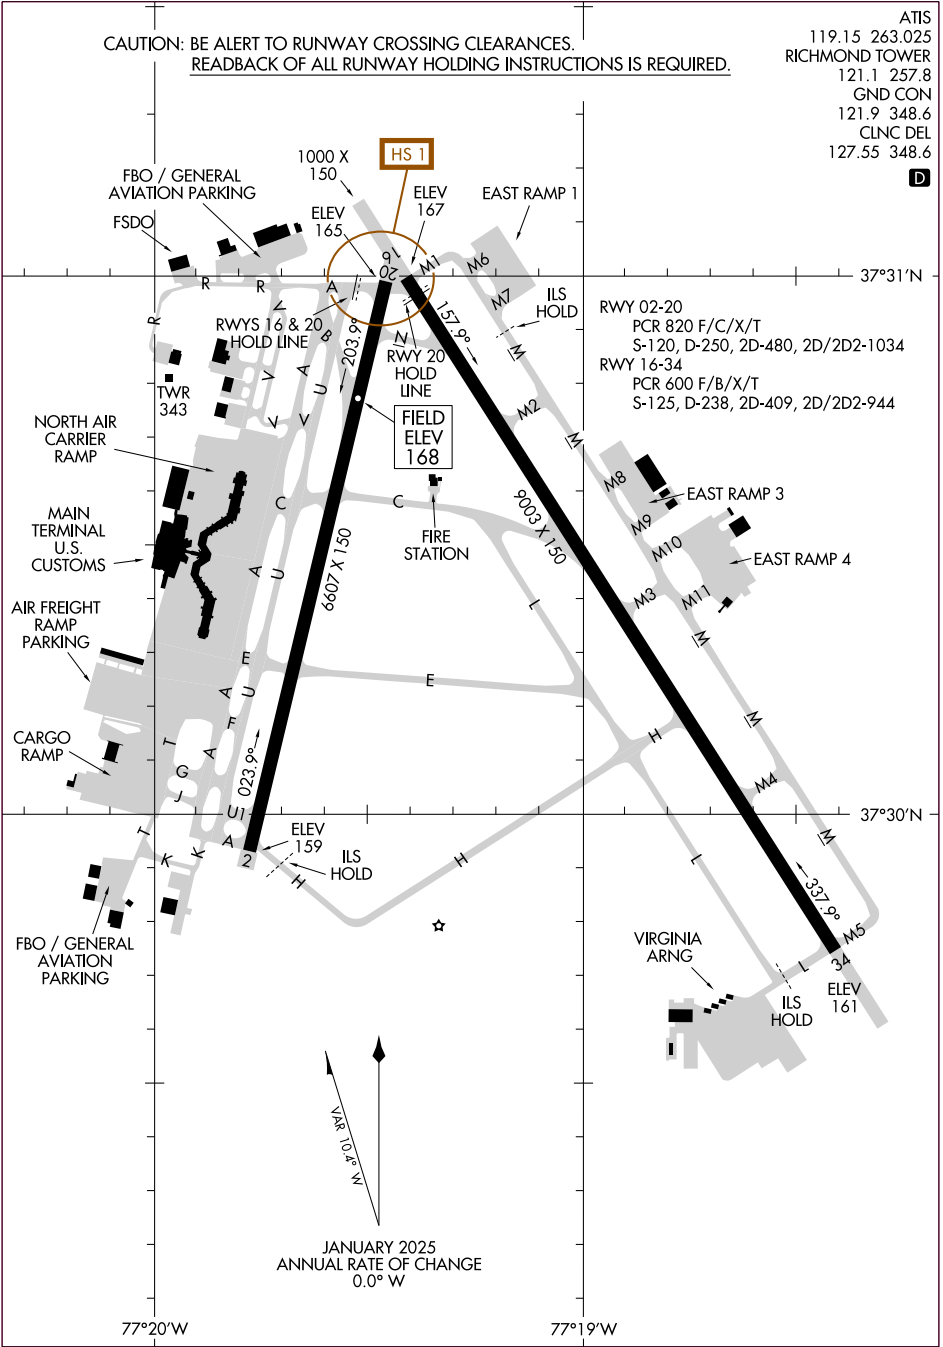 ATIS
119.15 263.025
RICHMOND TOWER
121.1 257.8
GND CON
121.9 348.6
CLNC DEL
127.55 348.6
D
CAUTION: BE ALERT TO RUNWAY CROSSING CLEARANCES.
READBACK OF ALL RUNWAY HOLDING INSTRUCTIONS IS REQUIRED.
HS 1
1000 X
150
FBO / GENERAL
AVIATION PARKING
ELEV
167
EAST RAMP 1
ELEV
165
FSDO
16
20
M1
M6
37°31'N
R
R
A
V
M7
ILS
HOLD
R
RWYS 16 & 20
HOLD LINE
B
203.9°
N
157.9°
RWY 20
HOLD
LINE
M
RWY 02-20
PCR 820 F/C/X/T
S-120, D-250, 2D-480, 2D/2D2-1034
RWY 16-34
PCR 600 F/B/X/T
S-125, D-238, 2D-409, 2D/2D2-944
TWR
343
V
A
U
V
V
M2
M
FIELD
ELEV
168
NORTH AIR
CARRIER
RAMP
M8
EAST RAMP 3
C
C
9003 X 150
FIRE
STATION
M9
MAIN
TERMINAL
U.S.
CUSTOMS
M10
EAST RAMP 4
6607 X 150
A
U
L
M3
M11
AIR FREIGHT
RAMP
PARKING
M
E
A
U
E
F
M
CARGO
RAMP
T
A
H
G
023.9°
J
M4
U1
37°30'N
T
A
ELEV
159
M
K
K
2
ILS
HOLD
H
H
L
337.9°
FBO / GENERAL
AVIATION
PARKING
VIRGINIA
ARNG
M5
L
34
ELEV
161
ILS
HOLD
VAR 10.4° W
JANUARY 2025
ANNUAL RATE OF CHANGE
0.0° W
77°20'W
77°19'W